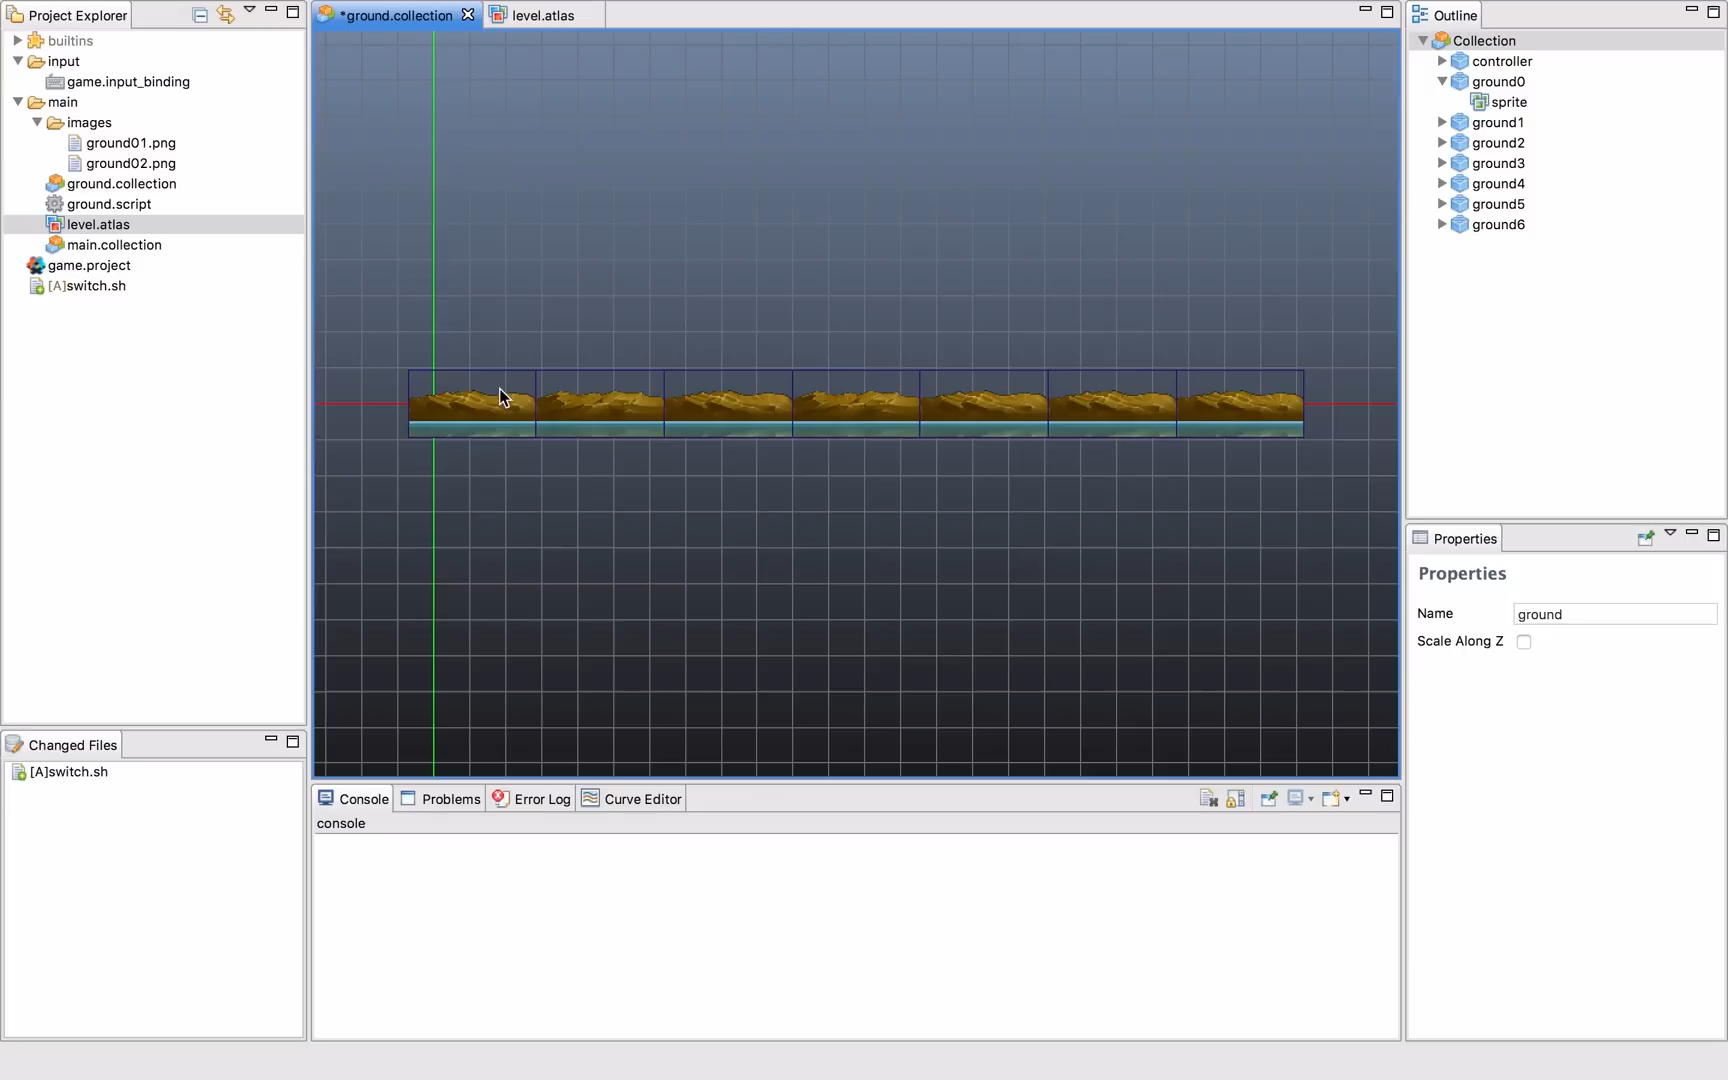 Project Explorer
builtins
input
game.input_binding
main
images
ground01.png
ground02.png
ground.collection
ground.script
level.atlas
main.collection
game.project
[A]switch.sh
Changed Files
[A]switch.sh
*ground.collection
level.atlas
Console
Problems
Error Log
Curve Editor
console
Outline
Collection
controller
ground0
sprite
ground1
ground2
ground3
ground4
ground5
ground6
Properties
Properties
Name ground
Scale Along Z